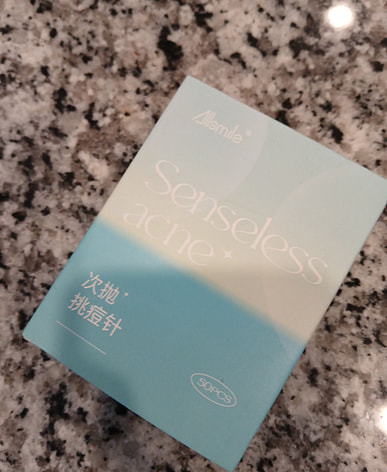 Allsmile
Senseless
acne
次抛
挑痘针
50PCS